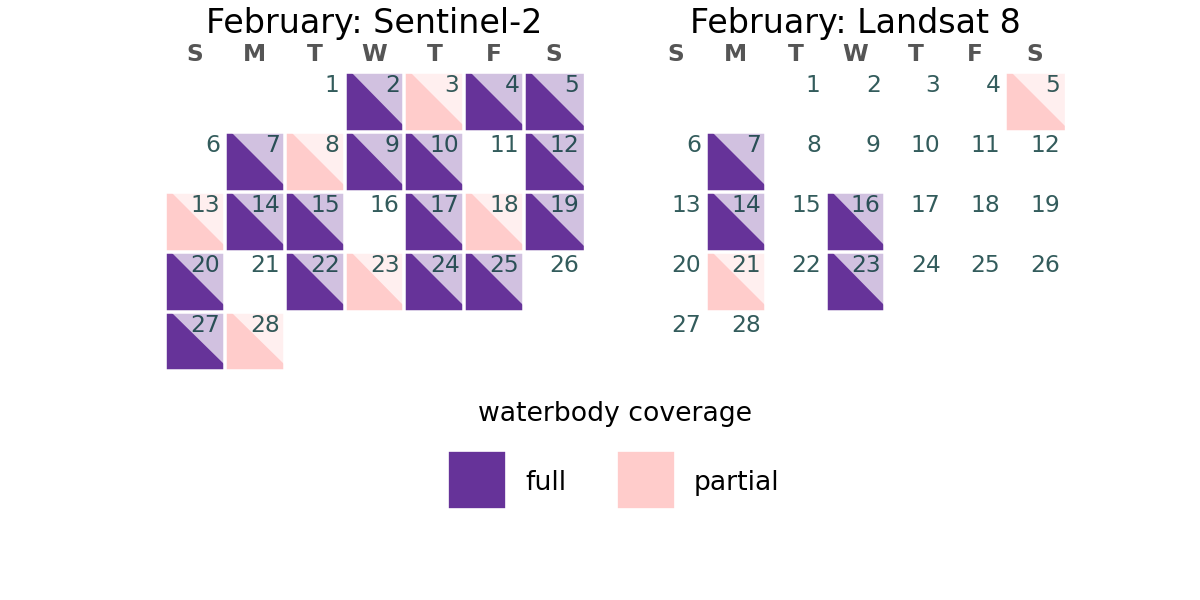 February: Sentinel-2
S M T W T F S
1 2 3 4 5
6 7 8 9 10 11 12
13 14 15 16 17 18 19
20 21 22 23 24 25 26
27 28
February: Landsat 8
S M T W T F S
1 2 3 4 5
6 7 8 9 10 11 12
13 14 15 16 17 18 19
20 21 22 23 24 25 26
27 28
waterbody coverage
full partial